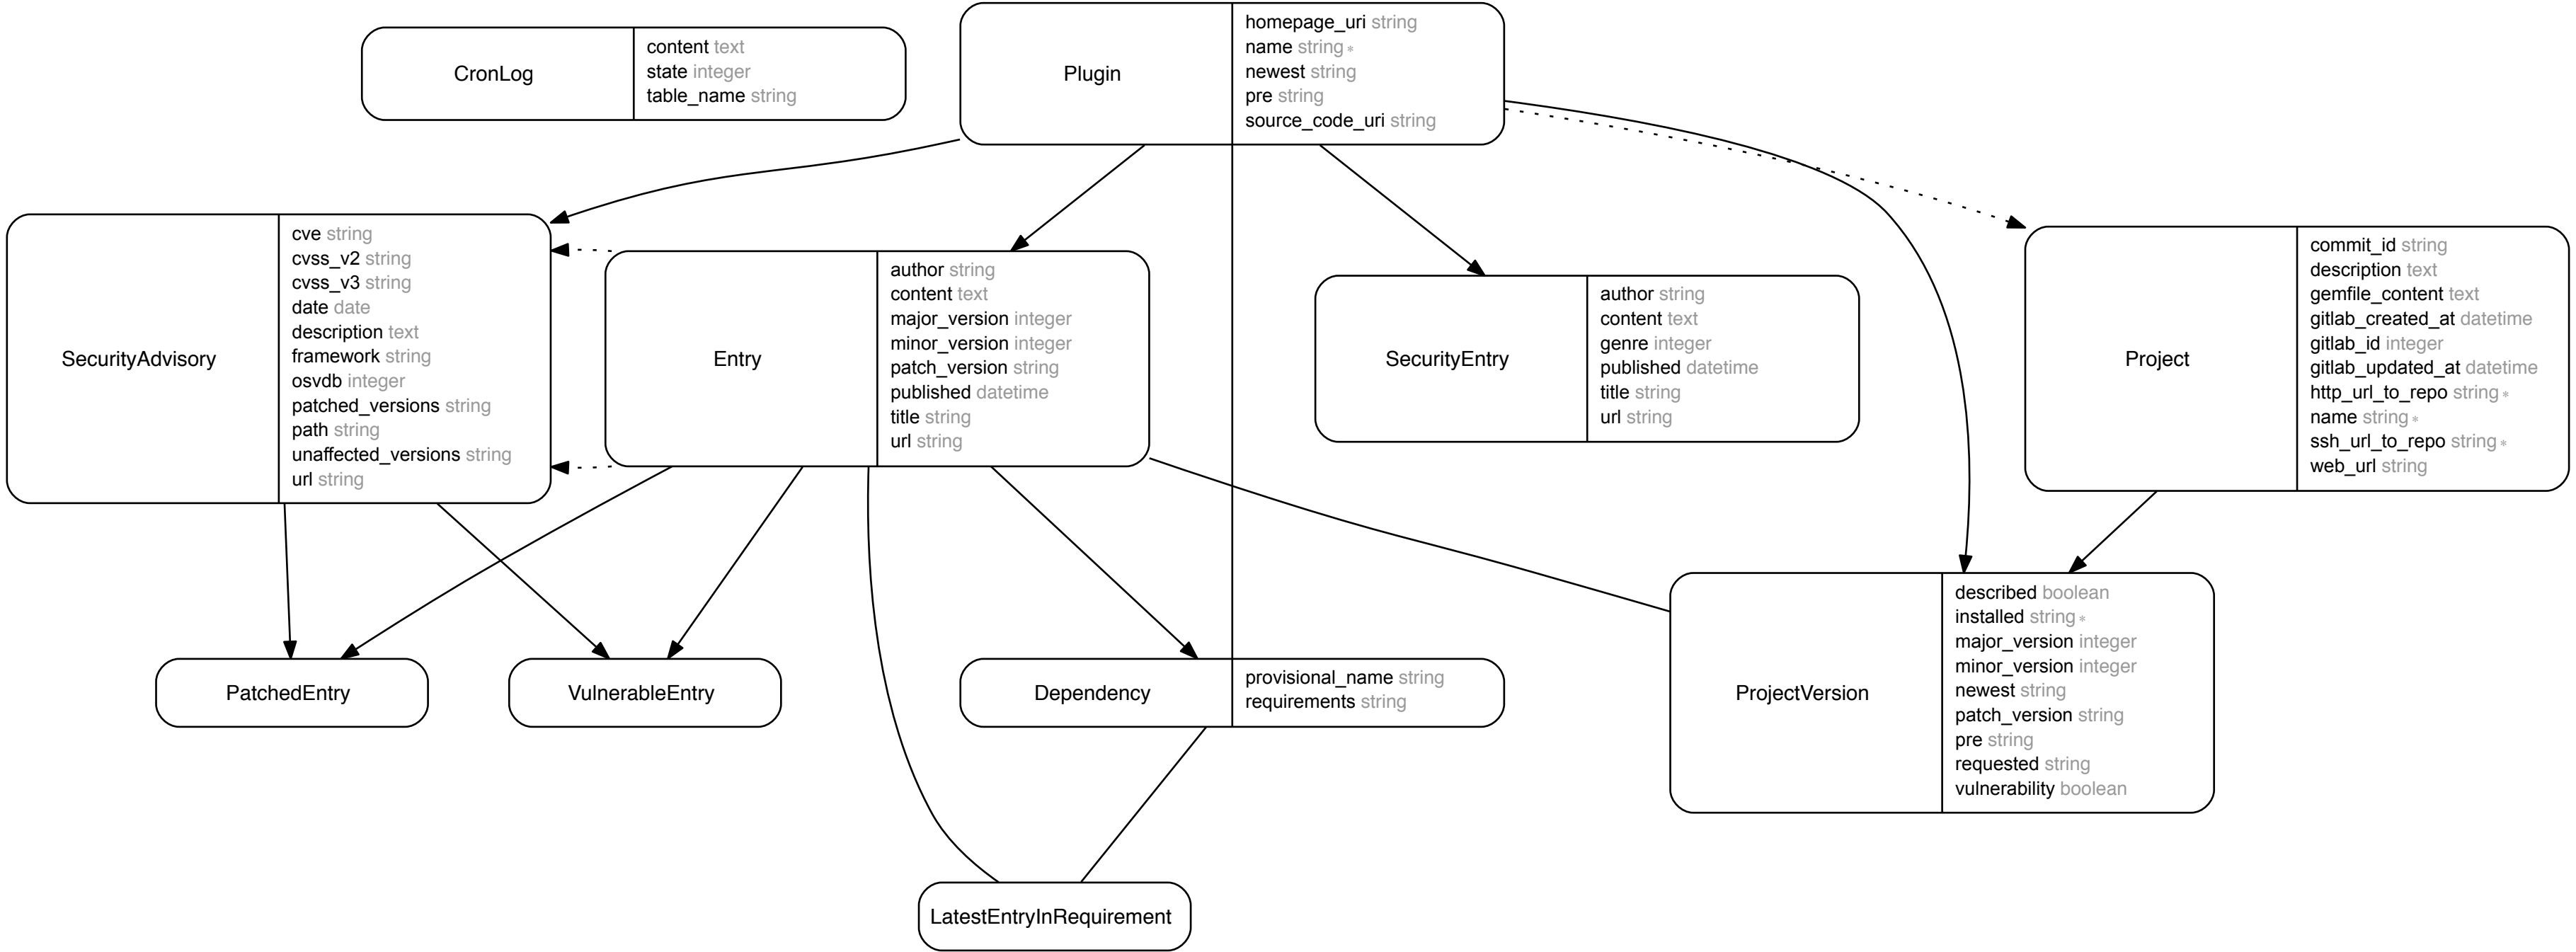 CronLog
content text
state integer
table_name string
Plugin
homepage_uri string
name string *
newest string
pre string
source_code_uri string
SecurityAdvisory
cve string
cvss_v2 string
cvss_v3 string
date date
description text
framework string
osvdb integer
patched_versions string
path string
unaffected_versions string
url string
Entry
author string
content text
major_version integer
minor_version integer
patch_version string
published datetime
title string
url string
SecurityEntry
author string
content text
genre integer
published datetime
title string
url string
Project
commit_id string
description text
gemfile_content text
gitlab_created_at datetime
gitlab_id integer
gitlab_updated_at datetime
http_url_to_repo string *
name string *
ssh_url_to_repo string *
web_url string
PatchedEntry
VulnerableEntry
Dependency
provisional_name string
requirements string
ProjectVersion
described boolean
installed string *
major_version integer
minor_version integer
newest string
patch_version string
pre string
requested string
vulnerability boolean
LatestEntryInRequirement